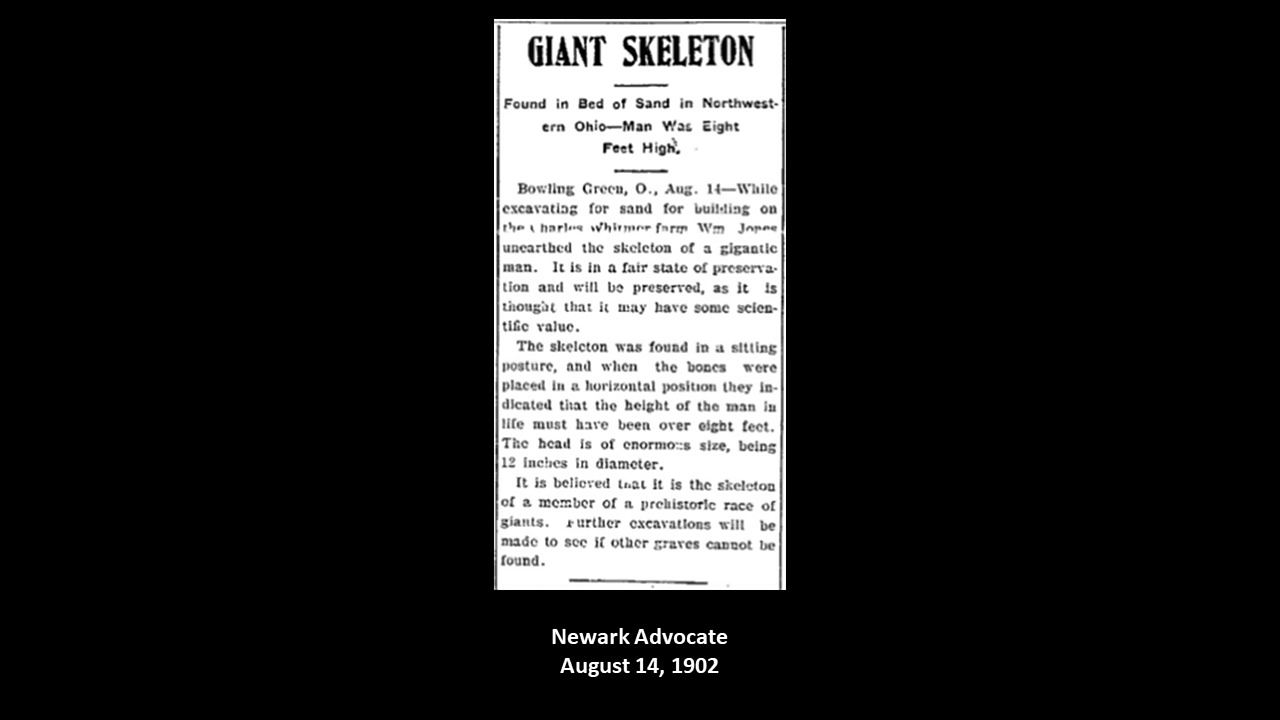 GIANT SKELETON
Found in Bed of Sand in Northwest-
ern Ohio—Man Was Eight
Feet High.
Bowling Green, O., Aug. 14—While
excavating for sand for building on
the Charles Whitmer farm Wm Jones
unearthed the skeleton of a gigantic
man. It is in a fair state of preserva-
tion and will be preserved, as it is
thought that it may have some scien-
tific value.
The skeleton was found in a sitting
posture, and when the bones were
placed in a horizontal position they in-
dicated that the height of the man in
life must have been over eight feet.
The head is of enormous size, being
12 inches in diameter.
It is believed that it is the skeleton
of a member of a prehistoric race of
giants. Further excavations will be
made to see if other graves cannot be
found.
Newark Advocate
August 14, 1902